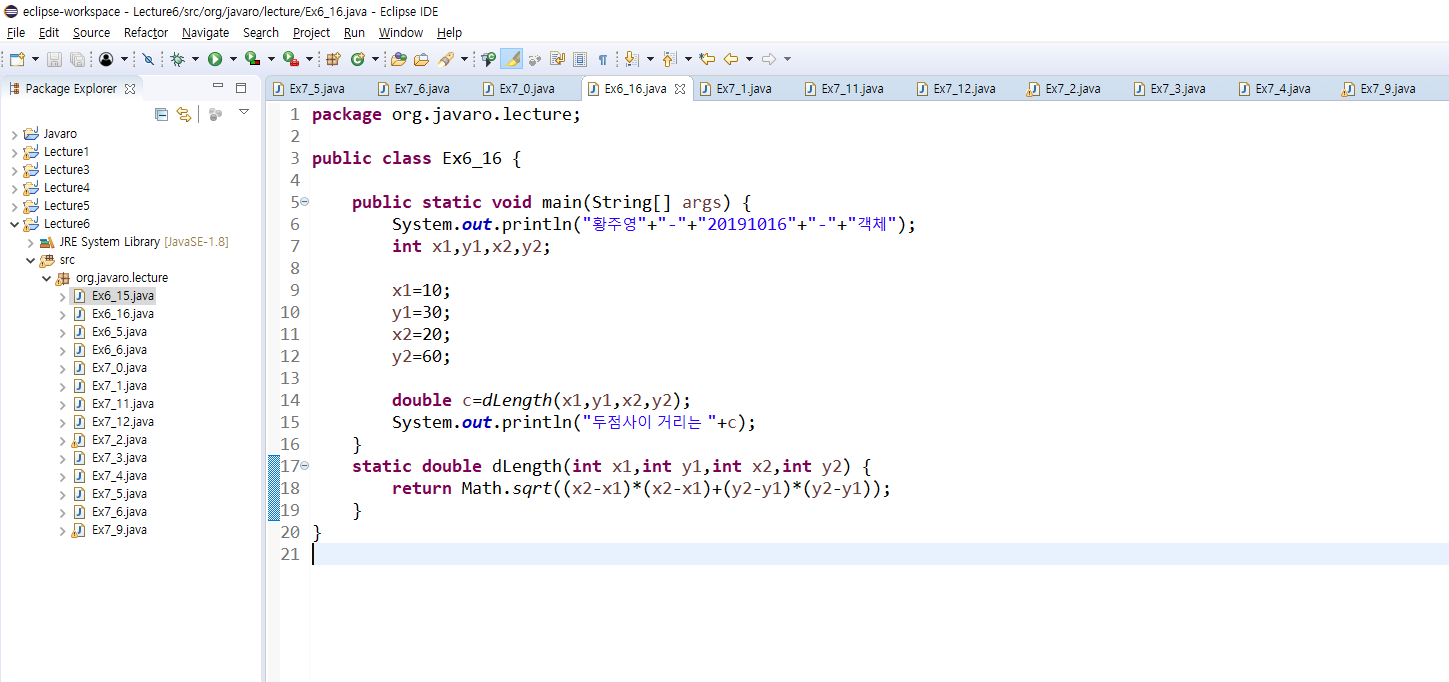 eclipse-workspace - Lecture6/src/org/javaro/lecture/Ex6_16.java - Eclipse IDE
File Edit Source Refactor Navigate Search Project Run Window Help
Package Explorer
Ex7_5.java Ex7_6.java Ex7_0.java Ex6_16.java Ex7_1.java Ex7_11.java Ex7_12.java Ex7_2.java Ex7_3.java Ex7_4.java Ex7_9.java
Javaro
Lecture1
Lecture3
Lecture4
Lecture5
Lecture6
JRE System Library [JavaSE-1.8]
src
org.javaro.lecture
Ex6_15.java
Ex6_16.java
Ex6_5.java
Ex6_6.java
Ex7_0.java
Ex7_1.java
Ex7_11.java
Ex7_12.java
Ex7_2.java
Ex7_3.java
Ex7_4.java
Ex7_5.java
Ex7_6.java
Ex7_9.java
1 package org.javaro.lecture;
2
3 public class Ex6_16 {
4
5 public static void main(String[] args) {
6 System.out.println("황주영"+"-"+"20191016"+"-"+"객체");
7 int x1,y1,x2,y2;
8
9 x1=10;
10 y1=30;
11 x2=20;
12 y2=60;
13
14 double c=dLength(x1,y1,x2,y2);
15 System.out.println("두점사이 거리는 "+c);
16 }
17 static double dLength(int x1,int y1,int x2,int y2) {
18 return Math.sqrt((x2-x1)*(x2-x1)+(y2-y1)*(y2-y1));
19 }
20 }
21